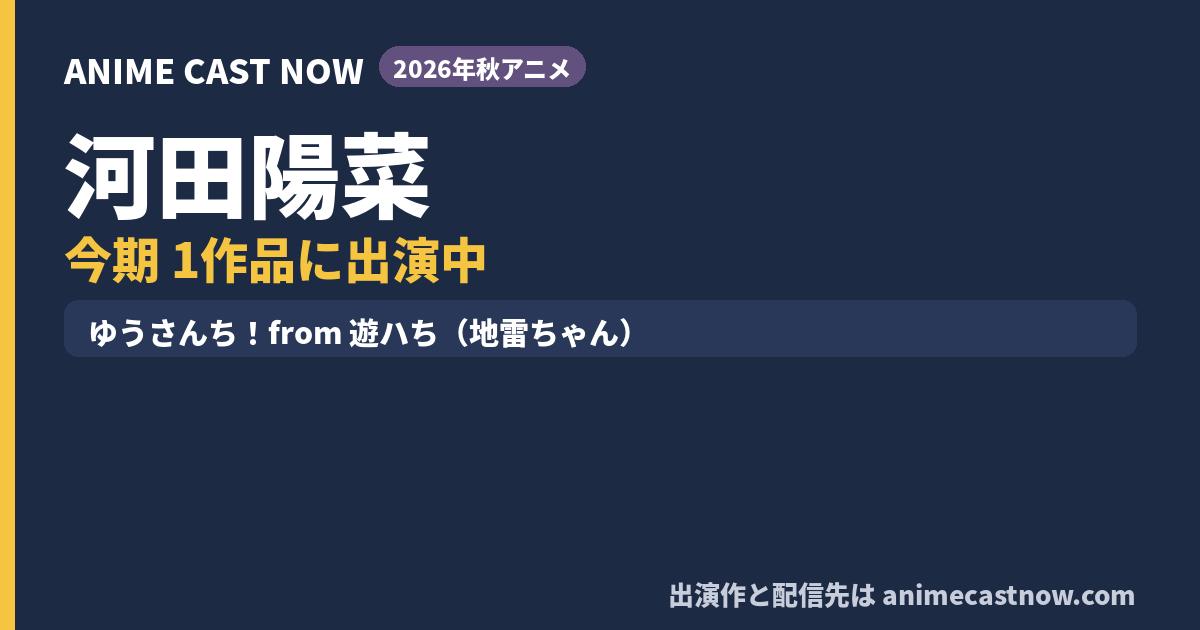 ANIME CAST NOW 2026年秋アニメ
河田陽菜
今期 1作品に出演中
ゆうさんち！from 遊ハち（地雷ちゃん）
出演作と配信先は animecastnow.com